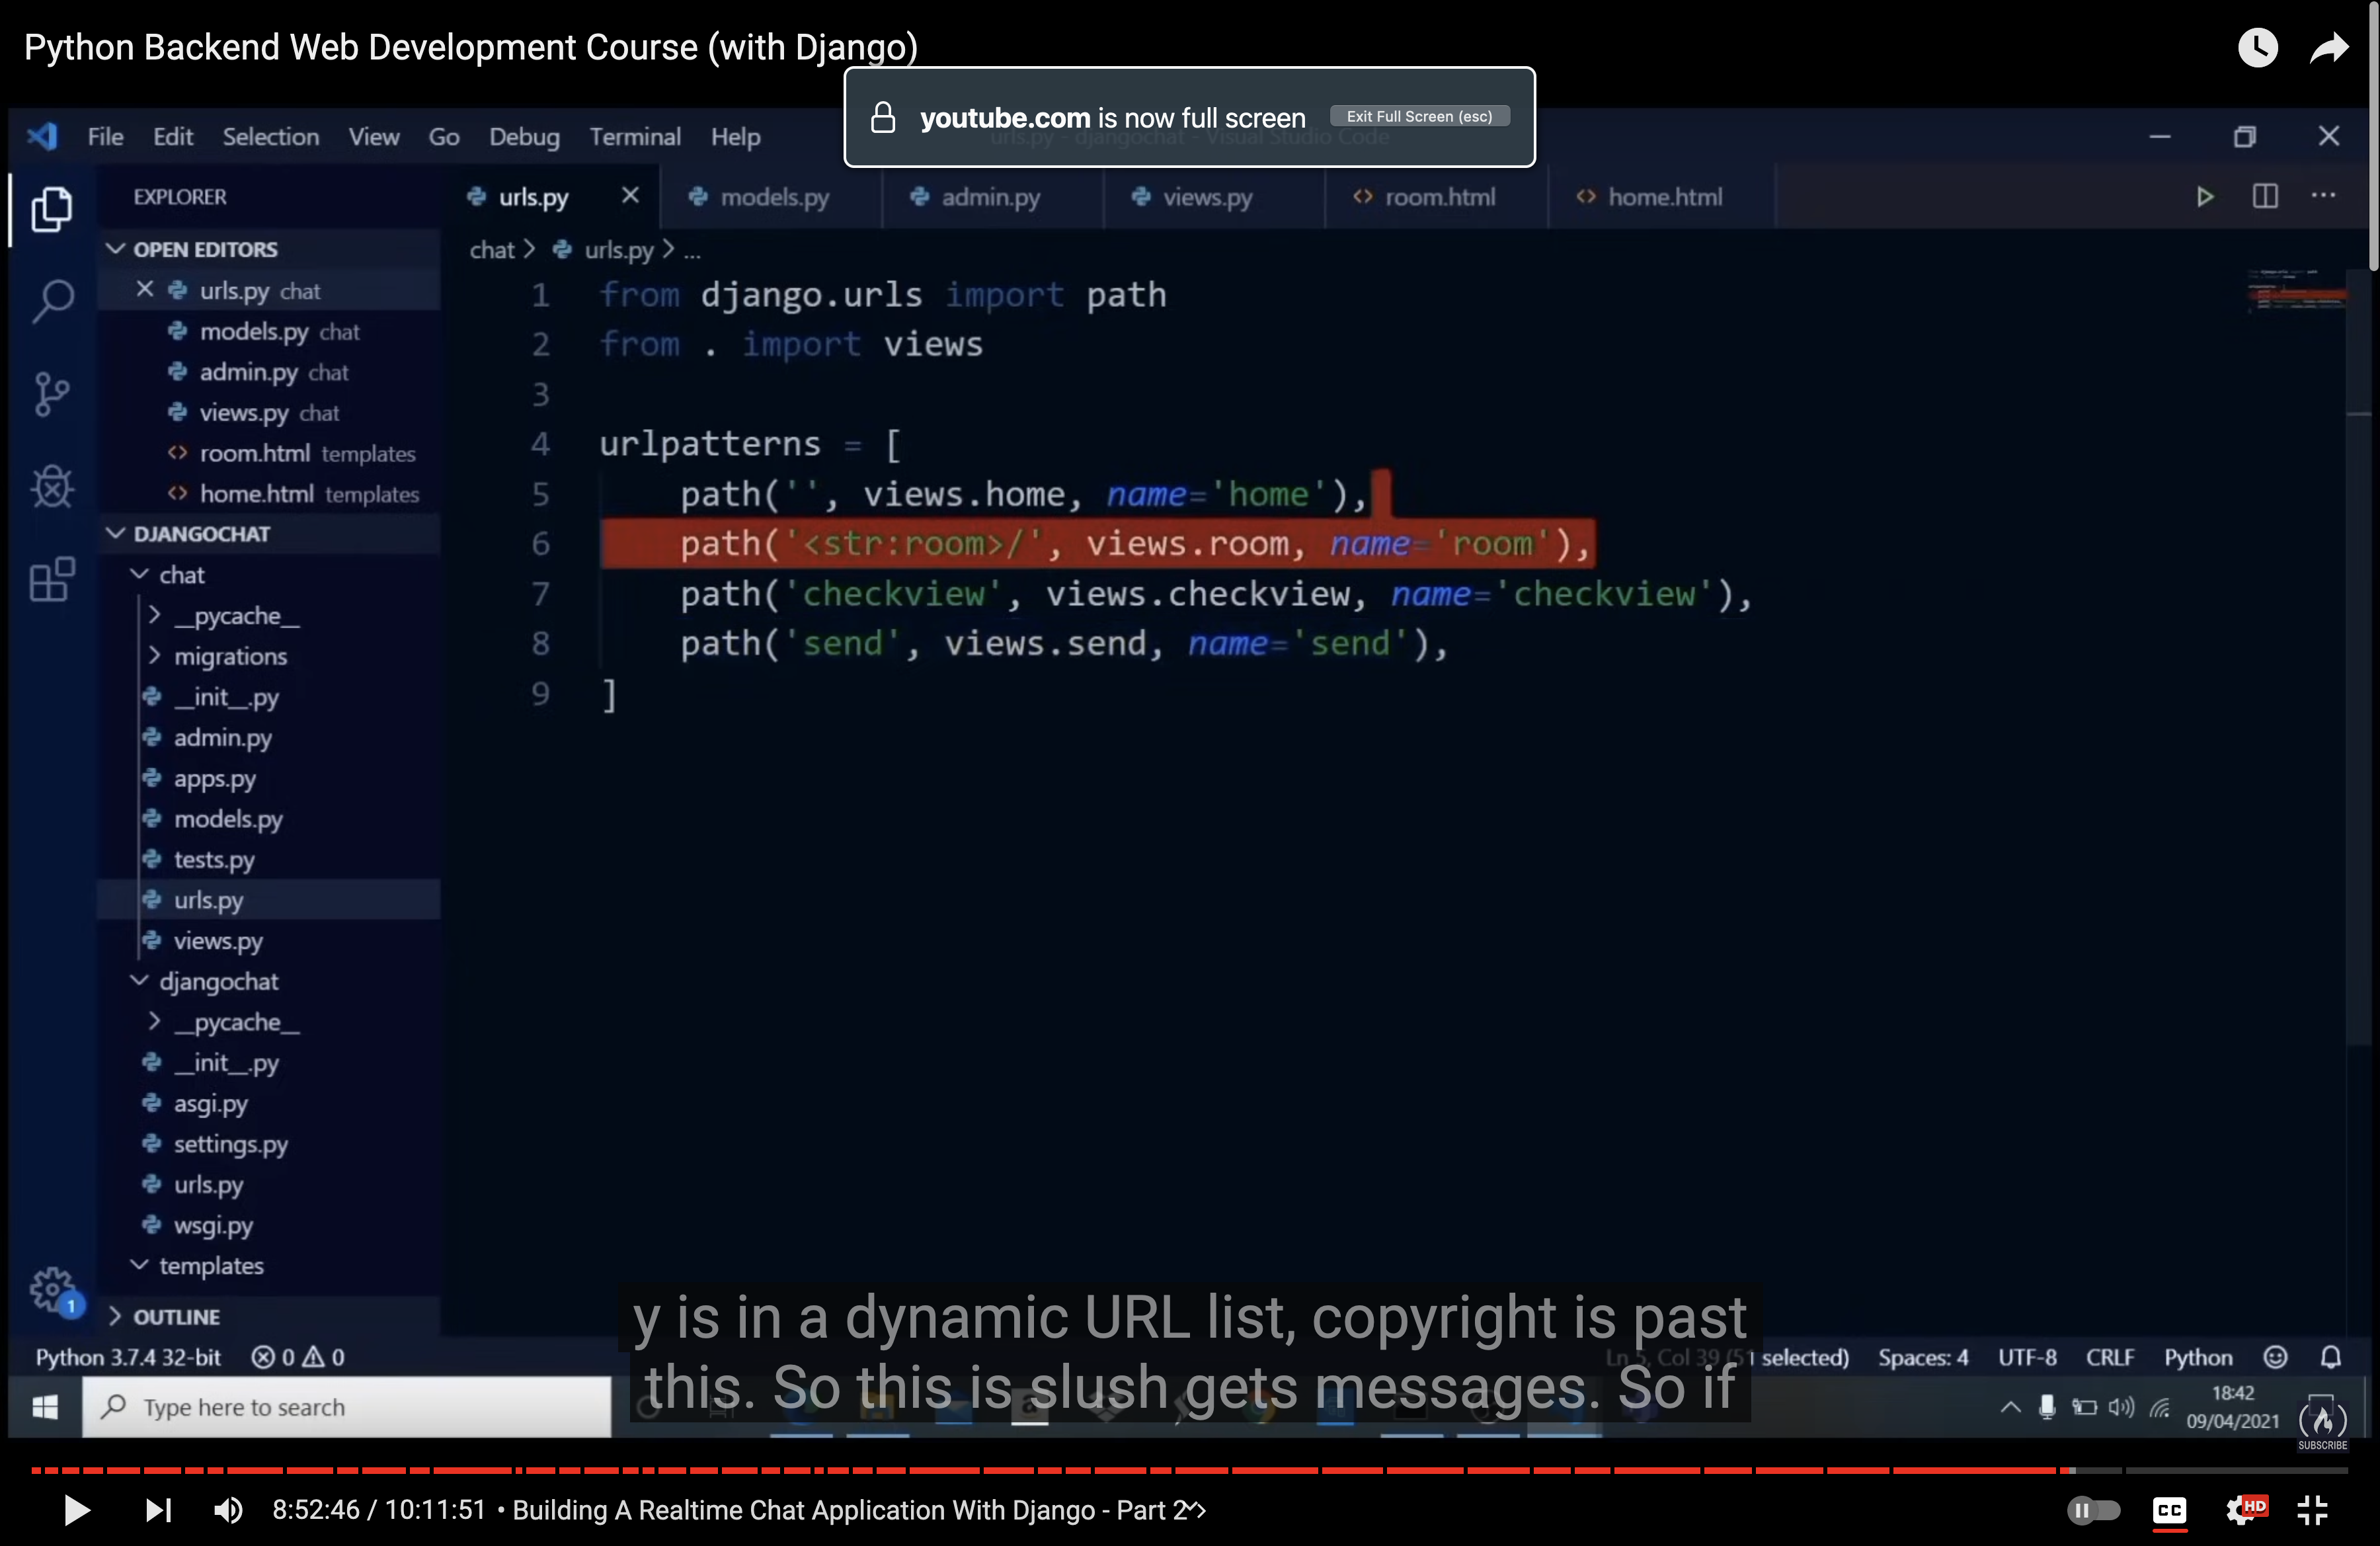 Python Backend Web Development Course (with Django)
youtube.com is now full screen Exit Full Screen (esc)
File Edit Selection View Go Debug Terminal Help urls.py - djangochat - Visual Studio Code
EXPLORER
urls.py models.py admin.py views.py room.html home.html
OPEN EDITORS
chat > urls.py > ...
urls.py chat
models.py chat
admin.py chat
views.py chat
room.html templates
home.html templates
DJANGOCHAT
chat
__pycache__
migrations
__init__.py
admin.py
apps.py
models.py
tests.py
urls.py
views.py
djangochat
__pycache__
__init__.py
asgi.py
settings.py
urls.py
wsgi.py
templates
OUTLINE
1 from django.urls import path
2 from . import views
3
4 urlpatterns = [
5 path('', views.home, name='home'),
6 path('<str:room>/', views.room, name='room'),
7 path('checkview', views.checkview, name='checkview'),
8 path('send', views.send, name='send'),
9 ]
y is in a dynamic URL list, copyright is past
this. So this is slush gets messages. So if
1
Python 3.7.4 32-bit 0 0 Ln 5, Col 39 (51 selected) Spaces: 4 UTF-8 CRLF Python
Type here to search
18:42
09/04/2021
SUBSCRIBE
8:52:46 / 10:11:51 • Building A Realtime Chat Application With Django - Part 2
CC HD